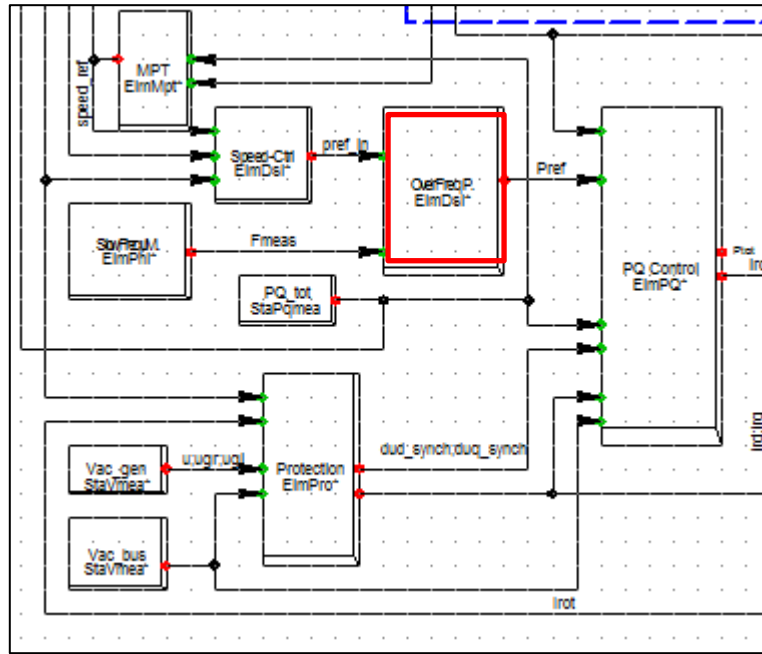 speed_ref
MPT
ElmMpt*
Speed-Ctrl
ElmDsl*
pref_in
OverFreqP.
ElmDsl*
Pref
Fmeas
ElmPhi*
PQ_tot
StaPqmea
PQ Control
ElmPQ*
Ptot
Vac_gen
StaVmea*
u;ugr;ugi
Protection
ElmPro*
dud_synch;duq_synch
Vac_bus
StaVmea*
Irot